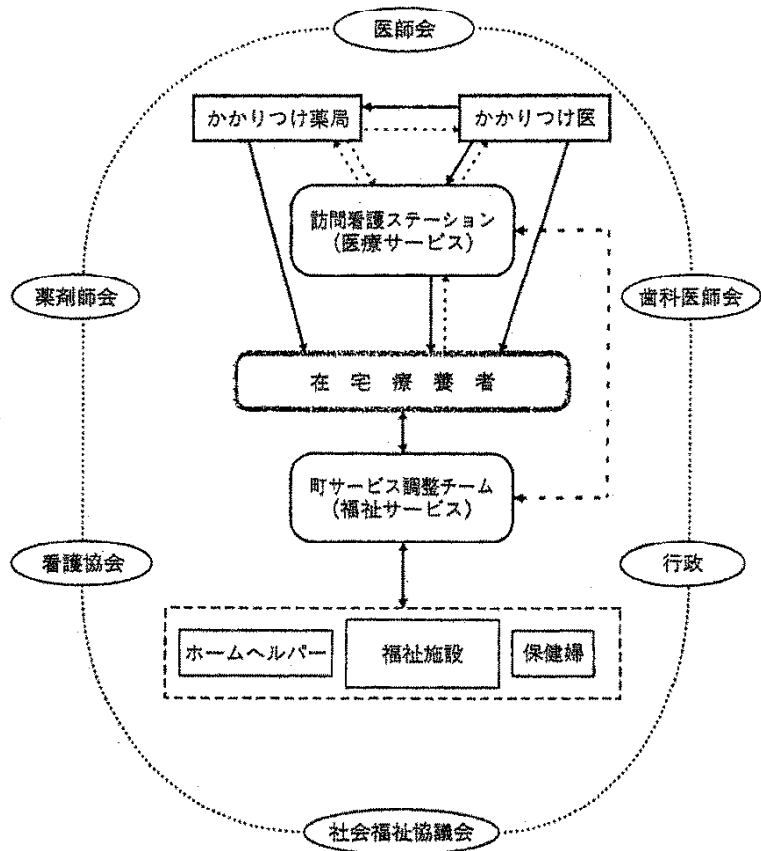 医師会
かかりつけ薬局
かかりつけ医
訪問看護ステーション
(医療サービス)
薬剤師会
歯科医師会
在宅療養者
町サービス調整チーム
(福祉サービス)
看護協会
行政
ホームヘルパー
福祉施設
保健婦
社会福祉協議会